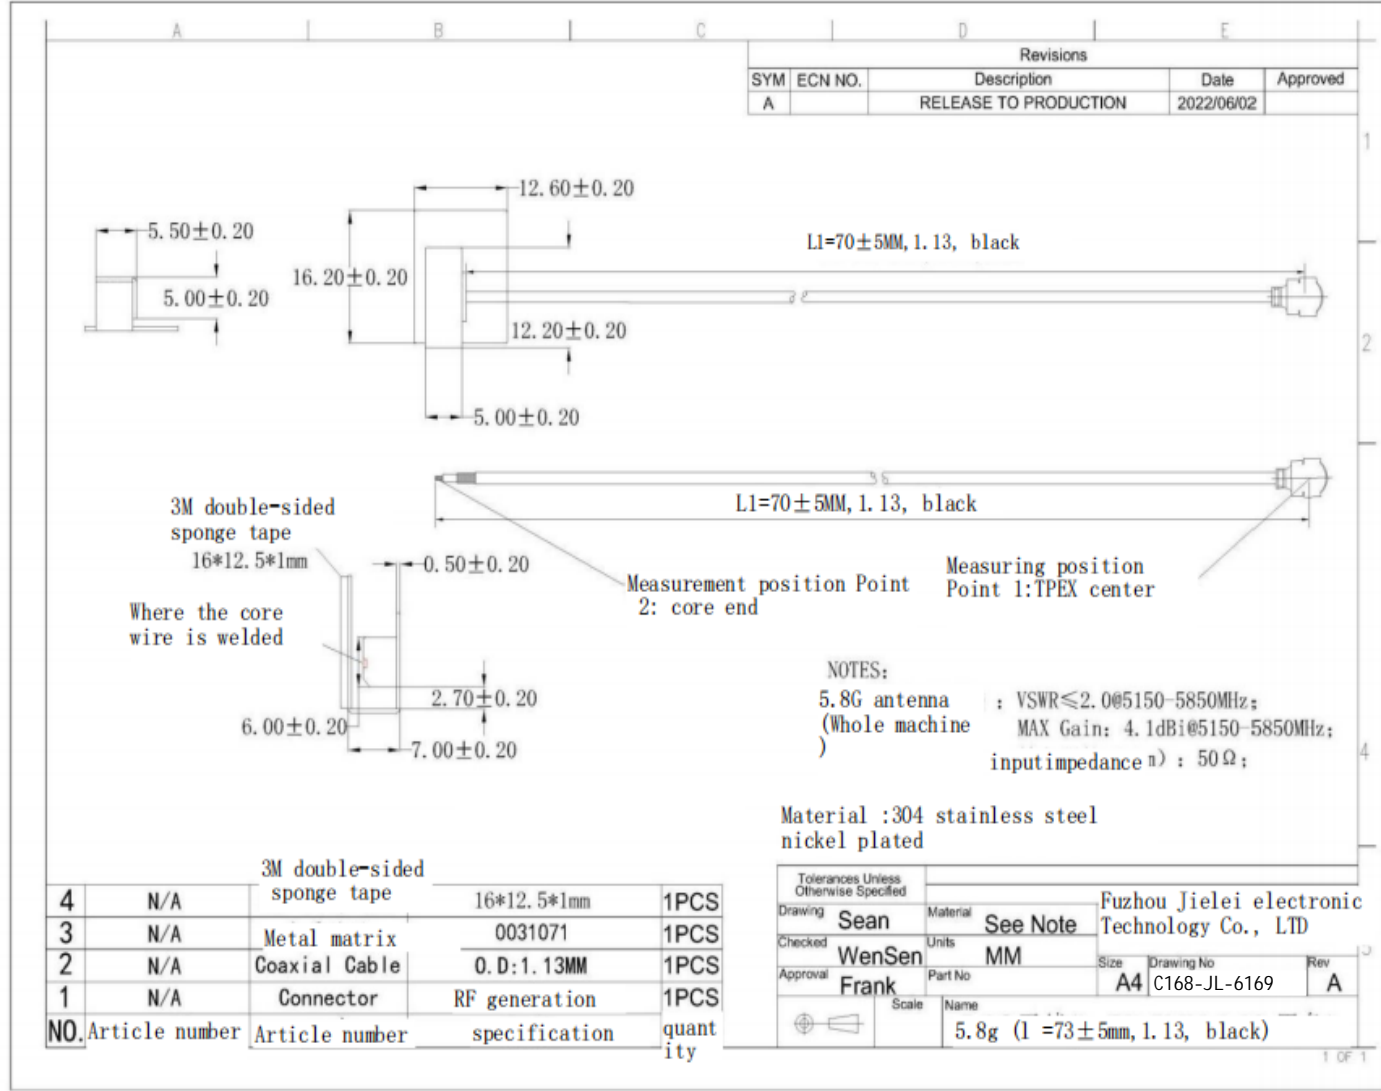 A B C D E
Revisions
SYM ECN NO. Description Date Approved
A RELEASE TO PRODUCTION 2022/06/02
1
12.60±0.20
5.50±0.20
L1=70±5MM, 1.13, black
16.20±0.20
5.00±0.20
12.20±0.20
2
5.00±0.20
3M double-sided
sponge tape
16*12.5*1mm
L1=70±5MM, 1.13, black
0.50±0.20
Measurement position Point
2: core end
Measuring position
Point 1:TPEX center
Where the core
wire is welded
2.70±0.20
6.00±0.20
7.00±0.20
NOTES:
5.8G antenna : VSWR≤2.0@5150-5850MHz;
(Whole machine MAX Gain: 4.1dBi@5150-5850MHz;
)
inputimpedance n) : 50Ω;
4
Material :304 stainless steel
nickel plated
4 N/A 3M double-sided sponge tape 16*12.5*1mm 1PCS
3 N/A Metal matrix 0031071 1PCS
2 N/A Coaxial Cable O.D:1.13MM 1PCS
1 N/A Connector RF generation 1PCS
NO. Article number Article number specification quantity
Tolerances Unless
Otherwise Specified
Drawing Sean Material See Note
Fuzhou Jielei electronic
Technology Co., LTD
Checked WenSen Units MM
Approval Frank Part No
Size A4 Drawing No C168-JL-6169 Rev A
Scale Name
5.8g (l =73±5mm, 1.13, black)
1 OF 1